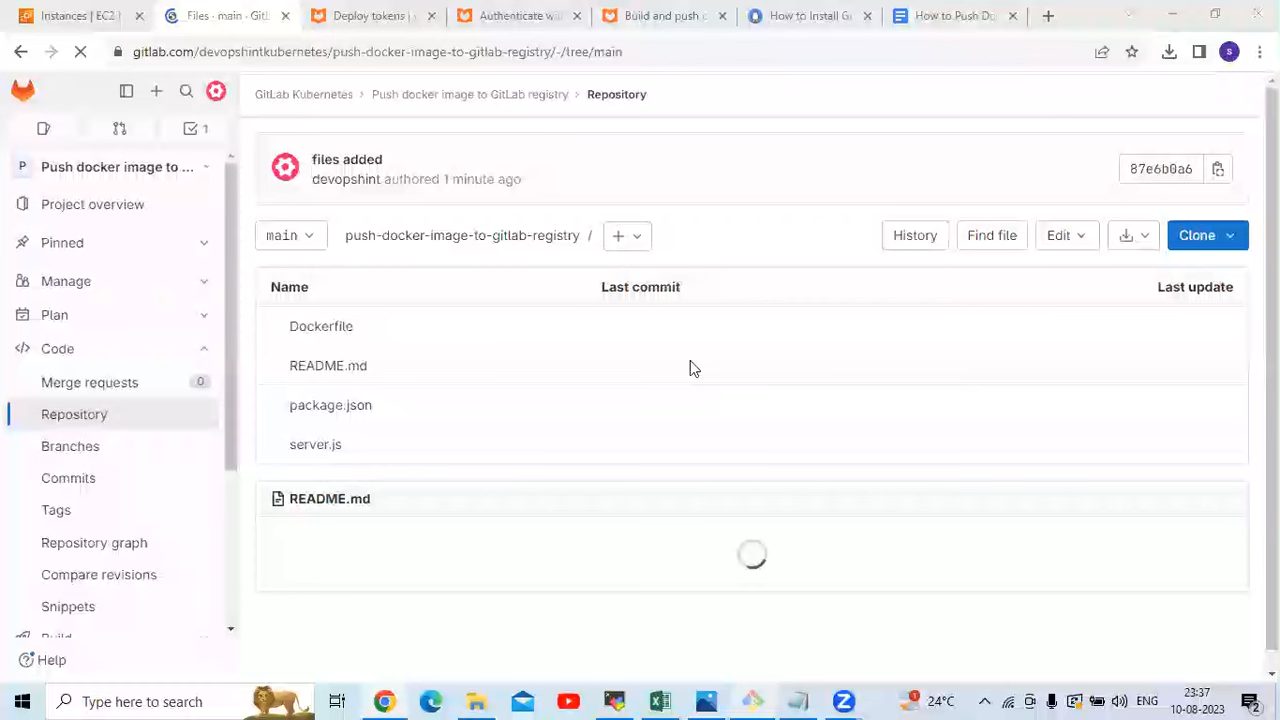 Instances | EC2 |
_Files · main · GitLab
Deploy tokens |
Authenticate w
Build and push
How to Install G
How to Push Do
gitlab.com/devopshintkubernetes/push-docker-image-to-gitlab-registry/-/tree/main
S
GitLab Kubernetes > Push docker image to GitLab registry > Repository
1
P Push docker image to ...
Project overview
Pinned
Manage
Plan
Code
Merge requests 0
Repository
Branches
Commits
Tags
Repository graph
Compare revisions
Snippets
Build
Help
files added
devopshint authored 1 minute ago
87e6b0a6
main
push-docker-image-to-gitlab-registry / +
History
Find file
Edit
Clone
Name Last commit Last update
Dockerfile
README.md
package.json
server.js
README.md
Type here to search
24°C
ENG
23:37
10-08-2023
2